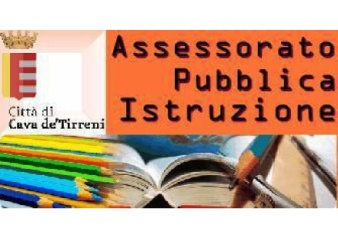 Città di
Cava de'Tirreni
Assessorato
Pubblica
Istruzione